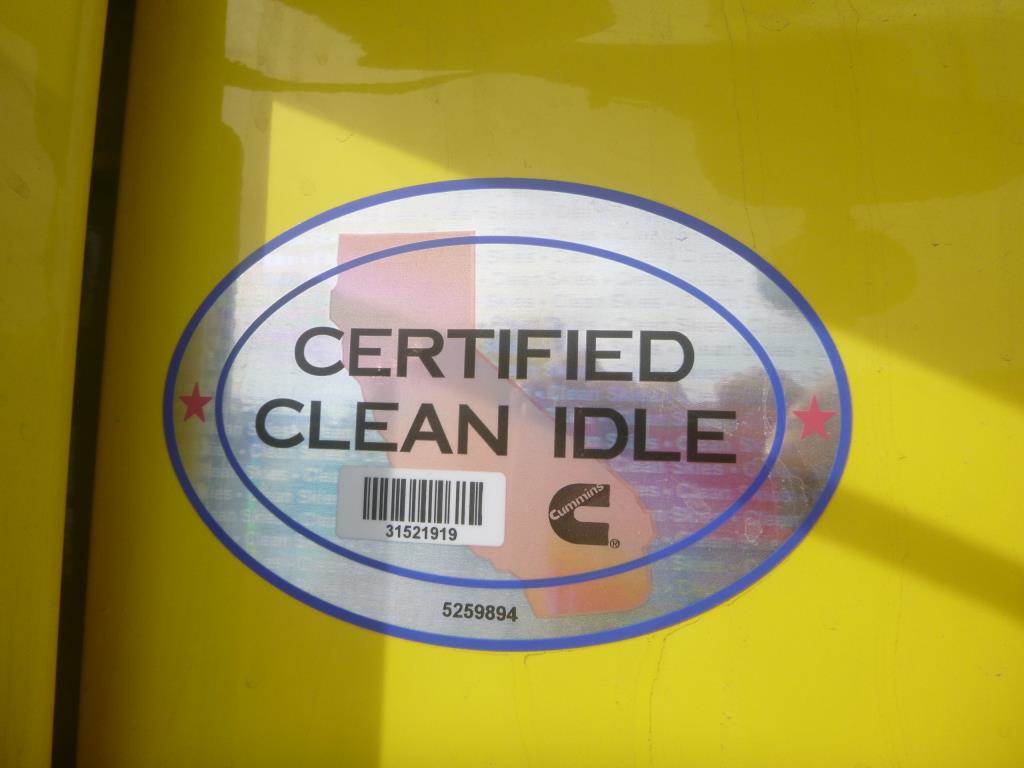 CERTIFIED
CLEAN IDLE
31521919
Cummins
®
5259894